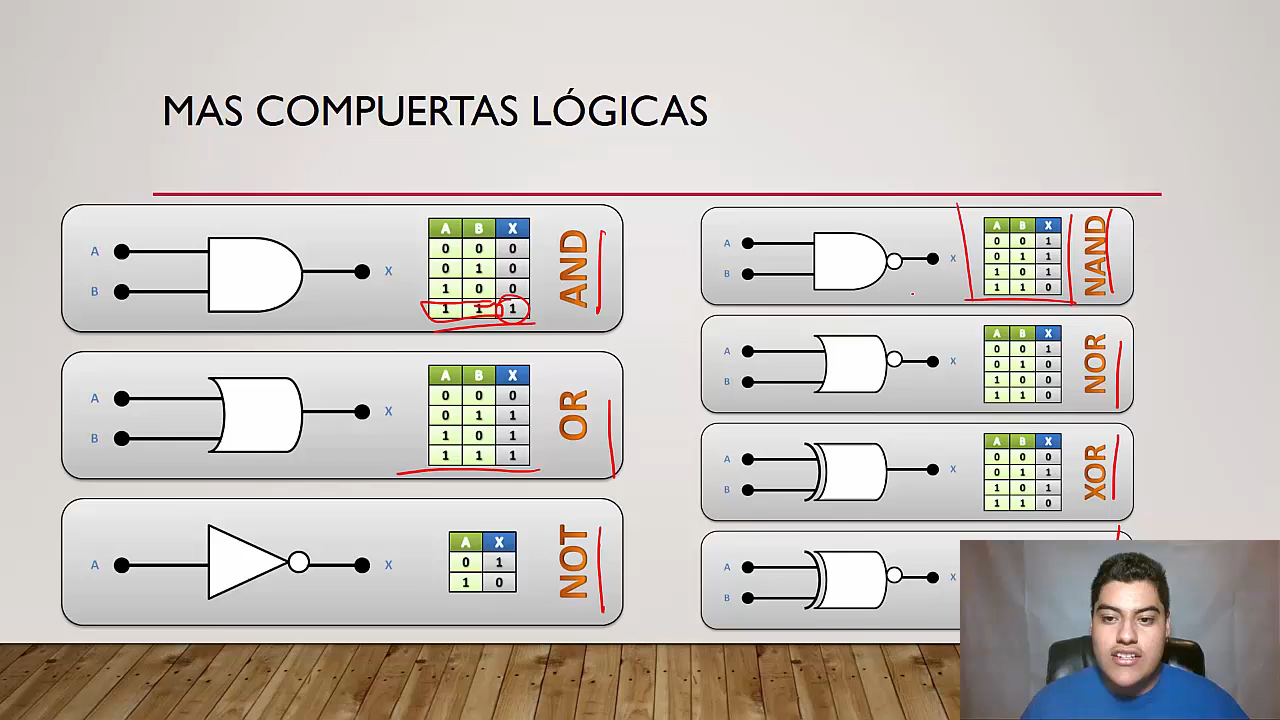 MAS COMPUERTAS LÓGICAS
A
B
X
A B X
0 0 0
0 1 0
1 0 0
1 1 1
AND
A
B
X
A B X
0 0 0
0 1 1
1 0 1
1 1 1
OR
A
X
A X
0 1
1 0
NOT
A
B
X
A B X
0 0 1
0 1 1
1 0 1
1 1 0
NAND
A
B
X
A B X
0 0 1
0 1 0
1 0 0
1 1 0
NOR
A
B
X
A B X
0 0 0
0 1 1
1 0 1
1 1 0
XOR
A
B
X